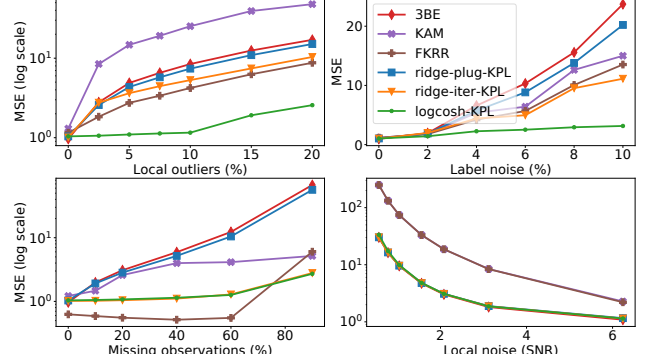 MSE (log scale)
10^1
10^0
0
5
10
15
20
Local outliers (%)
MSE
20
10
0
3BE
KAM
FKRR
ridge-plug-KPL
ridge-iter-KPL
logcosh-KPL
0
2
4
6
8
10
Label noise (%)
MSE (log scale)
10^1
10^0
0
20
40
60
80
Missing observations (%)
10^2
10^1
10^0
2
4
6
Local noise (SNR)